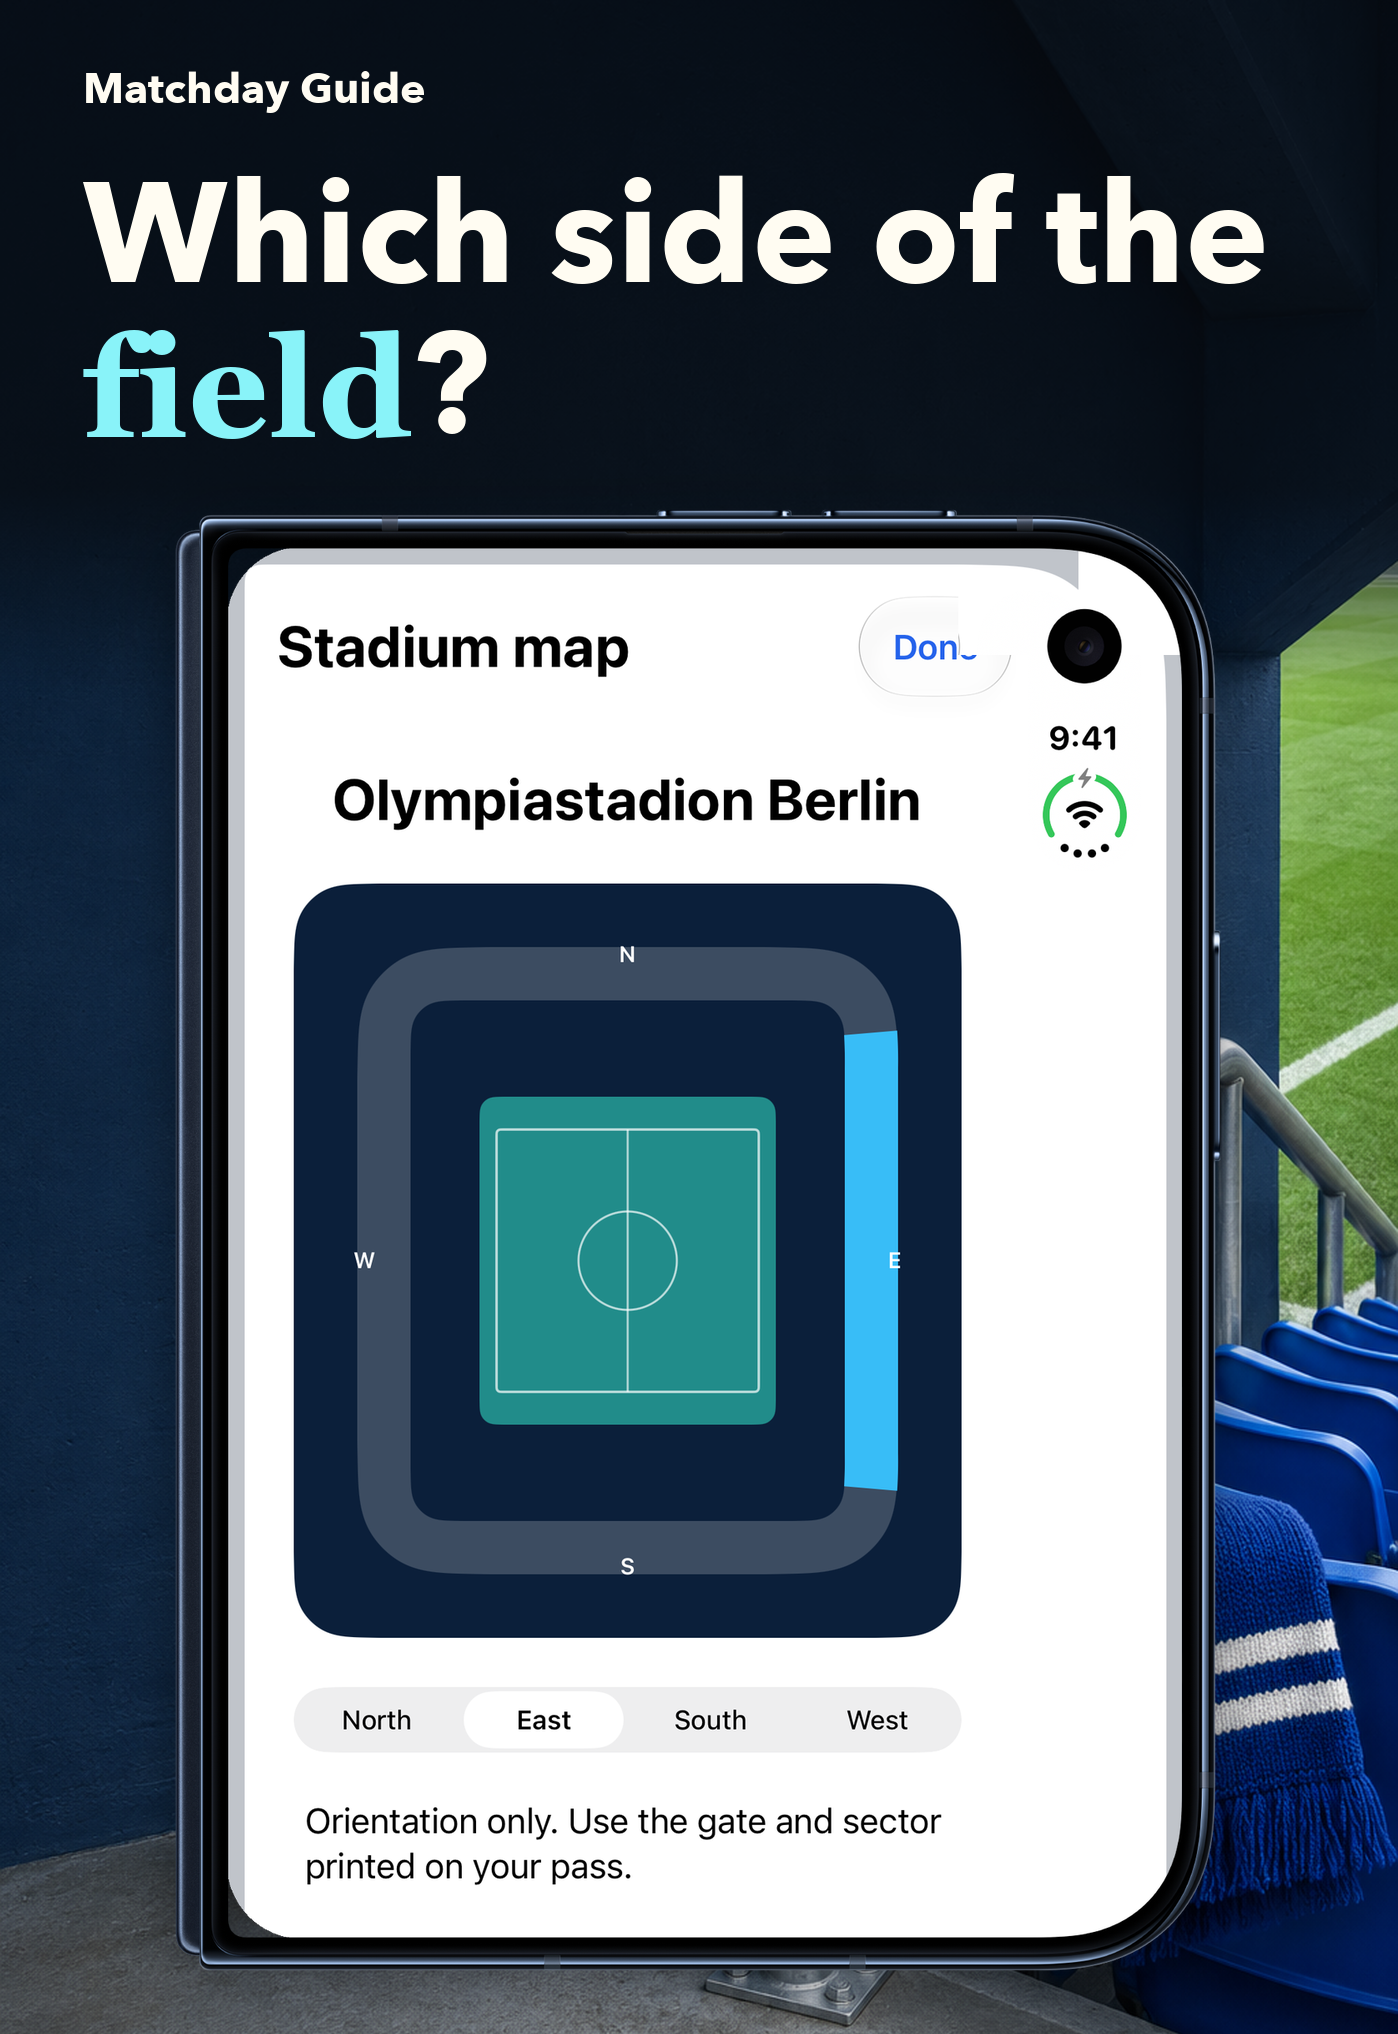 Matchday Guide
Which side of the
field?
Stadium map
Olympiastadion Berlin
9:41
N
W
E
S
North
East
South
West
Orientation only. Use the gate and sector
printed on your pass.